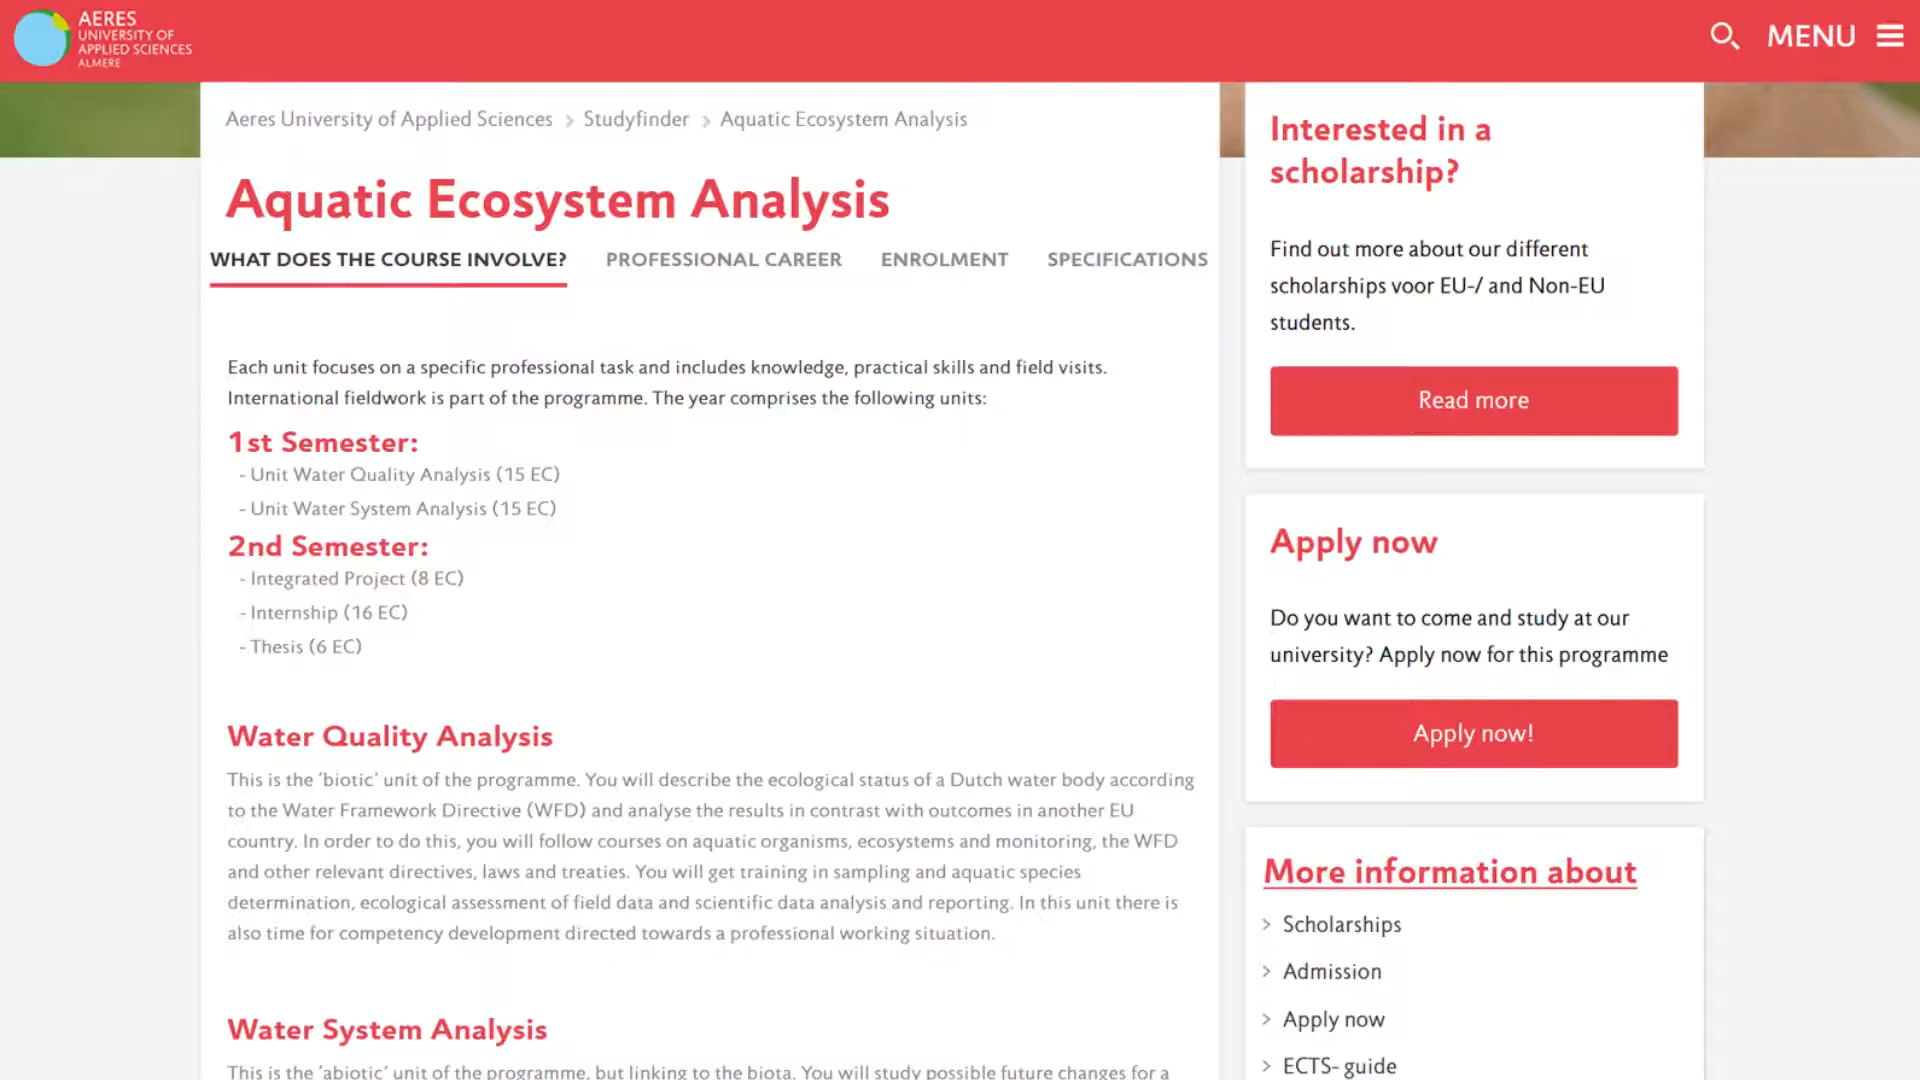 AERES
UNIVERSITY OF
APPLIED SCIENCES
ALMERE
MENU
Aeres University of Applied Sciences > Studyfinder > Aquatic Ecosystem Analysis
Aquatic Ecosystem Analysis
WHAT DOES THE COURSE INVOLVE? PROFESSIONAL CAREER ENROLMENT SPECIFICATIONS
Each unit focuses on a specific professional task and includes knowledge, practical skills and field visits.
International fieldwork is part of the programme. The year comprises the following units:
1st Semester:
- Unit Water Quality Analysis (15 EC)
- Unit Water System Analysis (15 EC)
2nd Semester:
- Integrated Project (8 EC)
- Internship (16 EC)
- Thesis (6 EC)
Water Quality Analysis
This is the 'biotic' unit of the programme. You will describe the ecological status of a Dutch water body according
to the Water Framework Directive (WFD) and analyse the results in contrast with outcomes in another EU
country. In order to do this, you will follow courses on aquatic organisms, ecosystems and monitoring, the WFD
and other relevant directives, laws and treaties. You will get training in sampling and aquatic species
determination, ecological assessment of field data and scientific data analysis and reporting. In this unit there is
also time for competency development directed towards a professional working situation.
Water System Analysis
This is the 'abiotic' unit of the programme, but linking to the biota. You will study possible future changes for a
Interested in a
scholarship?
Find out more about our different
scholarships voor EU-/ and Non-EU
students.
Read more
Apply now
Do you want to come and study at our
university? Apply now for this programme
Apply now!
More information about
> Scholarships
> Admission
> Apply now
> ECTS- guide